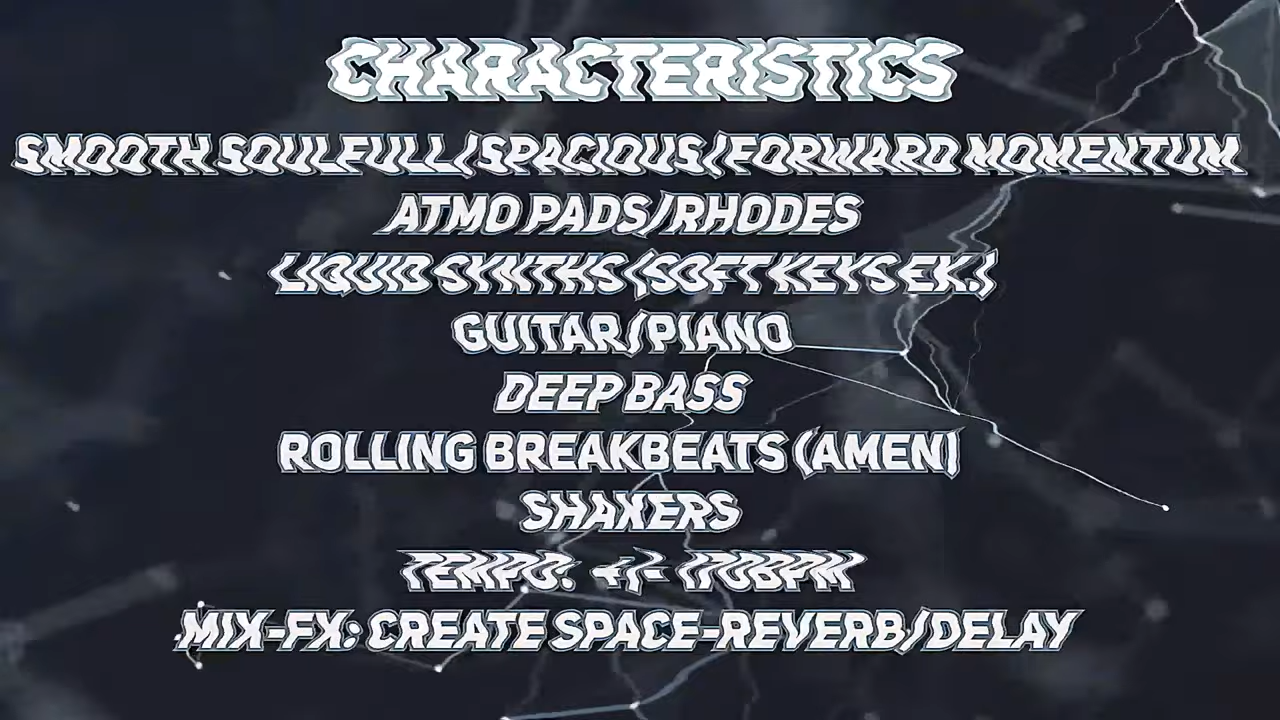 CHARACTERISTICS
SMOOTH SOULFULL/SPACIOUS/FORWARD MOMENTUM
ATMO PADS/RHODES
LIQUID SYNTHS (SOFT KEYS EK.)
GUITAR/PIANO
DEEP BASS
ROLLING BREAKBEATS (AMEN)
SHAKERS
TEMPO: +/- 170BPM
MIX-FX: CREATE SPACE-REVERB/DELAY